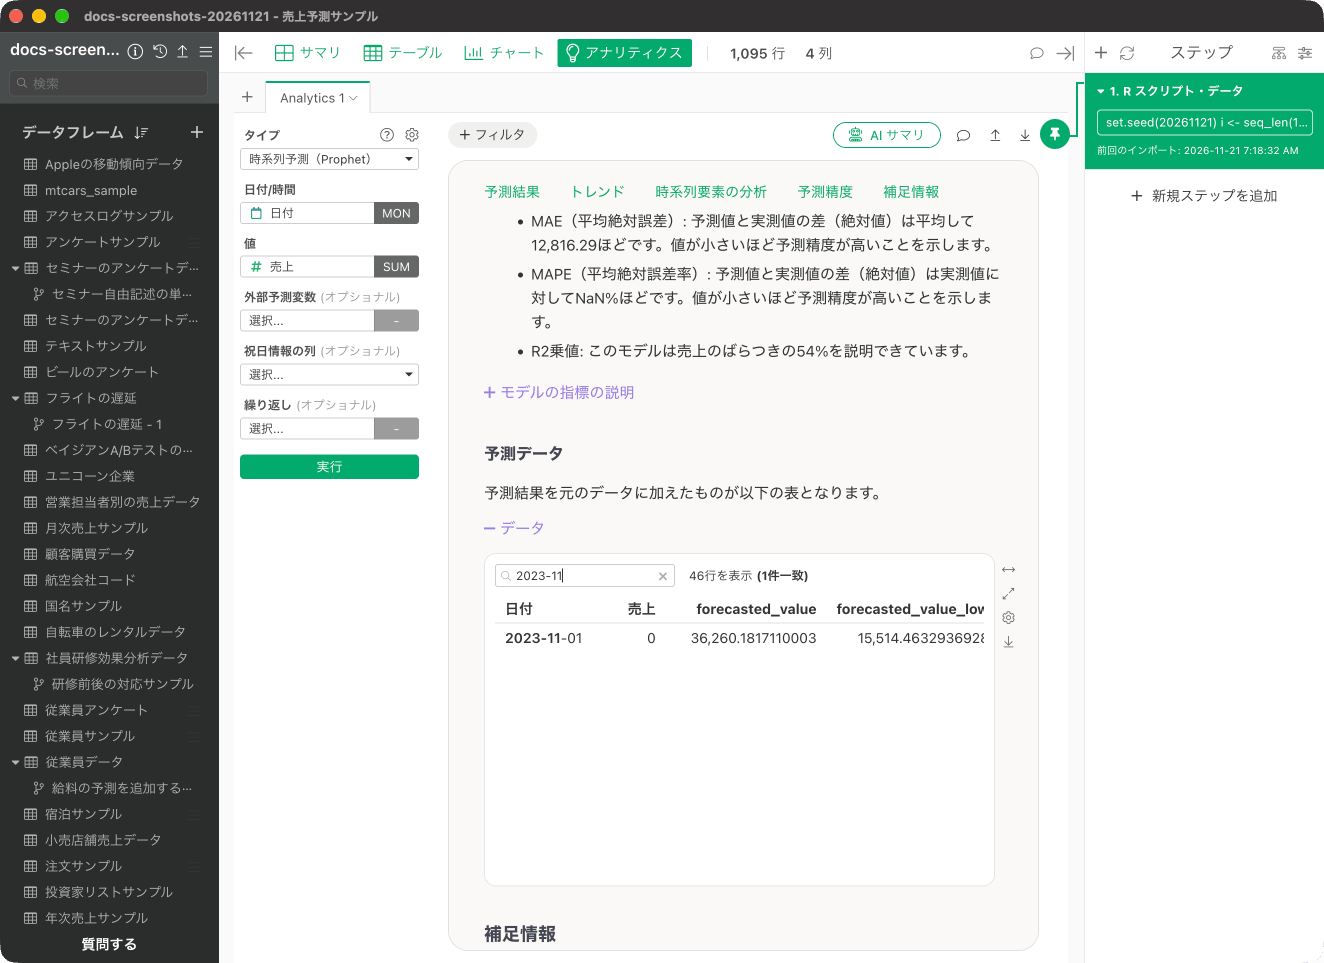 docs-screenshots-20261121 - 売上予測サンプル
docs-screen...
検索
データフレーム
Appleの移動傾向データ
mtcars_sample
アクセスログサンプル
アンケートサンプル
セミナーのアンケートデ…
セミナー自由記述の単…
セミナーのアンケートデ…
テキストサンプル
ビールのアンケート
フライトの遅延
フライトの遅延 - 1
ベイジアンA/Bテストの…
ユニコーン企業
営業担当者別の売上データ
月次売上サンプル
顧客購買データ
航空会社コード
国名サンプル
自転車のレンタルデータ
社員研修効果分析データ
研修前後の対応サンプル
従業員アンケート
従業員サンプル
従業員データ
給料の予測を追加する…
宿泊サンプル
小売店舗売上データ
注文サンプル
投資家リストサンプル
年次売上サンプル
質問する
サマリ
テーブル
チャート
アナリティクス
1,095 行
4 列
Analytics 1
タイプ
時系列予測（Prophet）
日付/時間
日付 MON
値
売上 SUM
外部予測変数 (オプショナル)
選択... -
祝日情報の列 (オプショナル)
選択...
繰り返し (オプショナル)
選択... -
実行
+ フィルタ
AI サマリ
予測結果 トレンド 時系列要素の分析 予測精度 補足情報
• MAE（平均絶対誤差）: 予測値と実測値の差（絶対値）は平均して
12,816.29ほどです。値が小さいほど予測精度が高いことを示します。
• MAPE（平均絶対誤差率）: 予測値と実測値の差（絶対値）は実測値に
対してNaN%ほどです。値が小さいほど予測精度が高いことを示しま
す。
• R2乗値: このモデルは売上のばらつきの54%を説明できています。
+ モデルの指標の説明
予測データ
予測結果を元のデータに加えたものが以下の表となります。
− データ
2023-11
46行を表示 (1件一致)
日付 売上 forecasted_value forecasted_value_low
2023-11-01 0 36,260.1817110003 15,514.4632936928
補足情報
ステップ
1. R スクリプト・データ
set.seed(20261121) i <- seq_len(1...
前回のインポート: 2026-11-21 7:18:32 AM
+ 新規ステップを追加